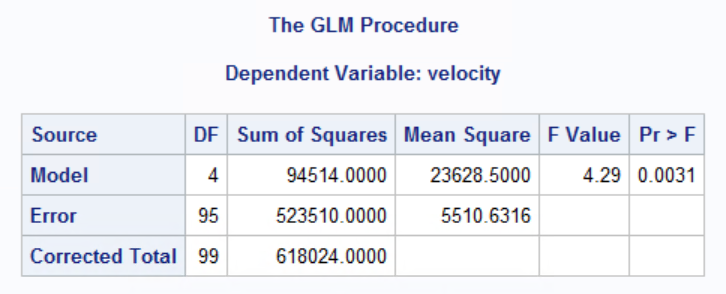 The GLM Procedure
Dependent Variable: velocity
Source DF Sum of Squares Mean Square F Value Pr > F
Model 4 94514.0000 23628.5000 4.29 0.0031
Error 95 523510.0000 5510.6316
Corrected Total 99 618024.0000